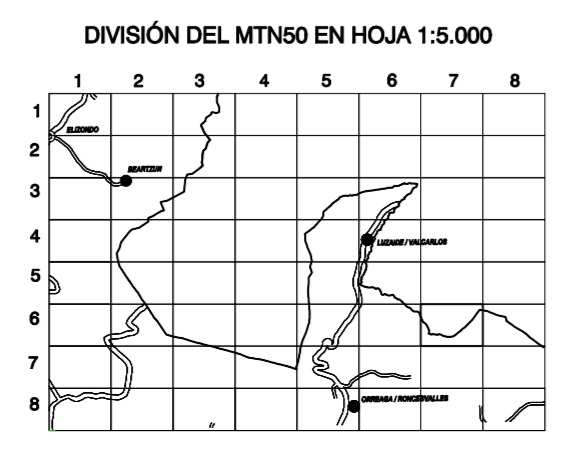 DIVISIÓN DEL MTN50 EN HOJA 1:5.000
1 2 3 4 5 6 7 8
1
ELIZONDO
2
BEARTZUN
3
4
LUZAIDE / VALCARLOS
5
6
7
8
ORREAGA / RONCESVALLES